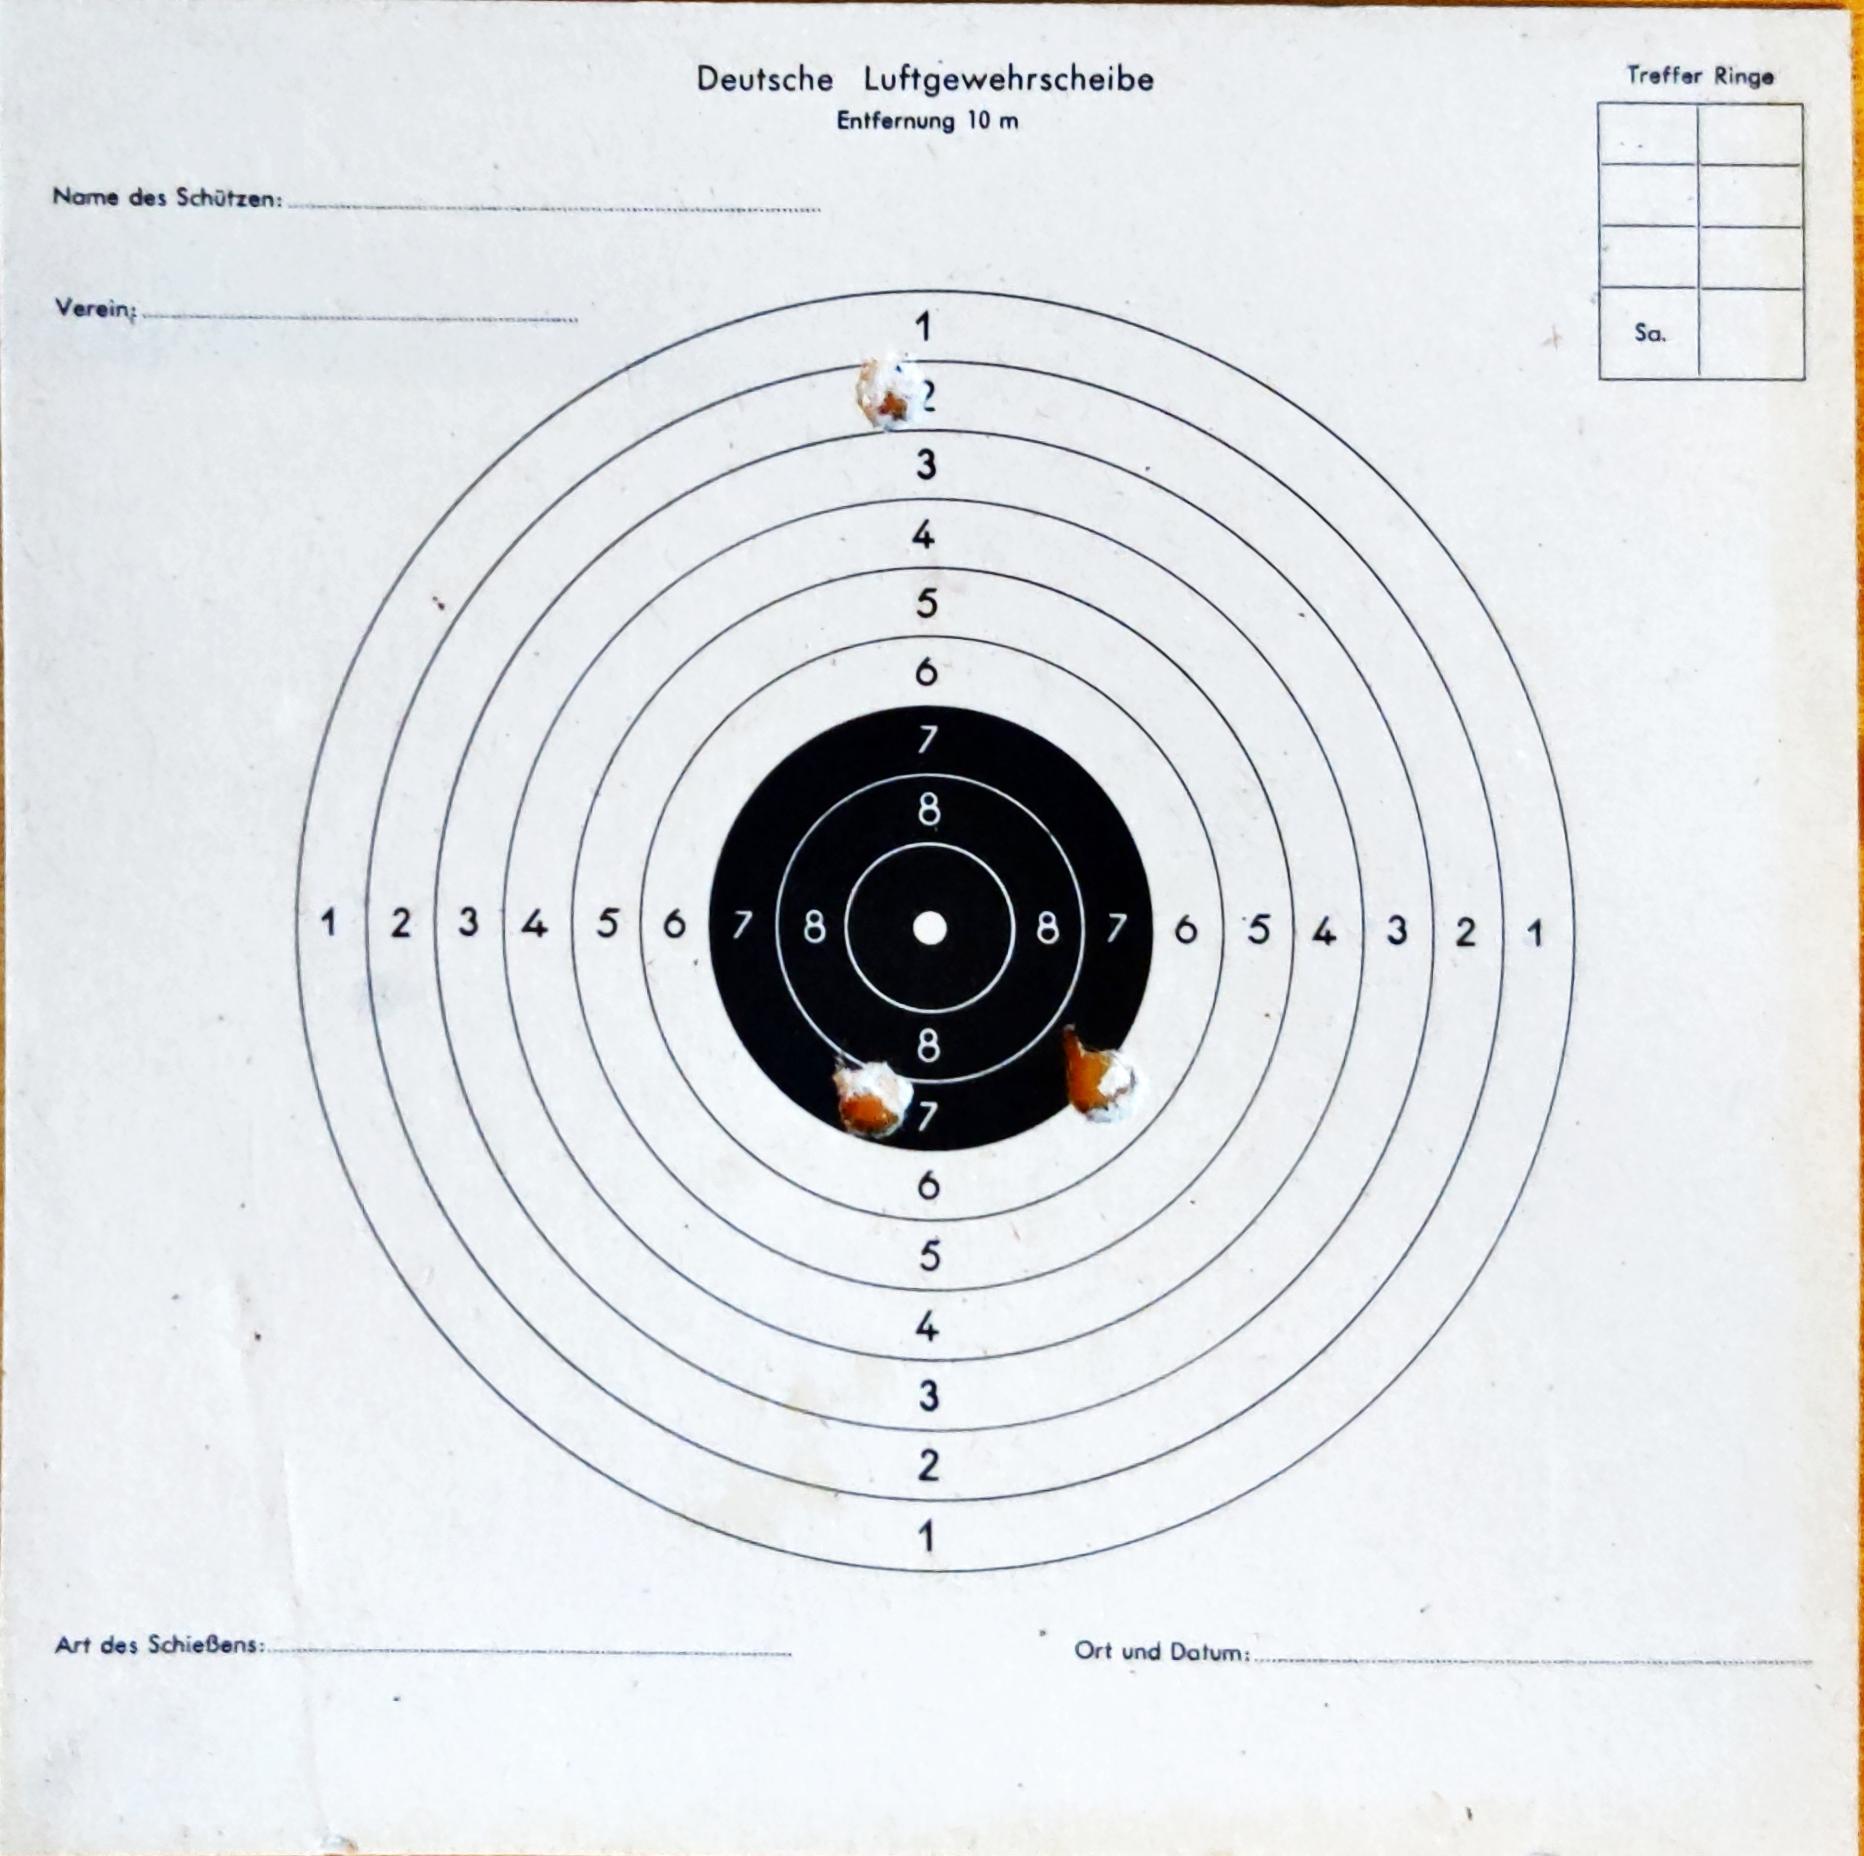 Deutsche Luftgewehrscheibe
Entfernung 10 m
Treffer Ringe
Name des Schützen:
Verein:
Sa.
1
2
3
4
5
6
7
8
1 2 3 4 5 6 7 8 8 7 6 5 4 3 2 1
8
7
6
5
4
3
2
1
Art des Schießens:
Ort und Datum: